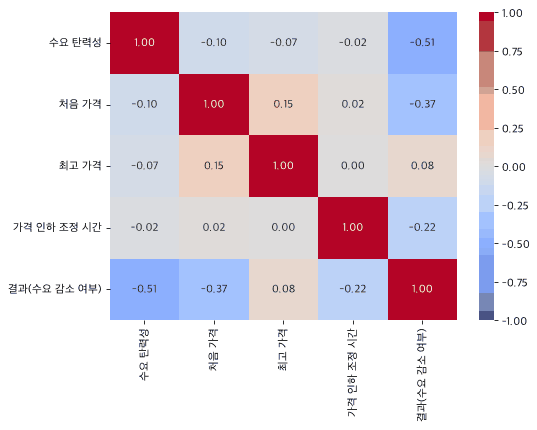 수요 탄력성 1.00 -0.10 -0.07 -0.02 -0.51
처음 가격 -0.10 1.00 0.15 0.02 -0.37
최고 가격 -0.07 0.15 1.00 0.00 0.08
가격 인하 조정 시간 -0.02 0.02 0.00 1.00 -0.22
결과(수요 감소 여부) -0.51 -0.37 0.08 -0.22 1.00
수요 탄력성
처음 가격
최고 가격
가격 인하 조정 시간
결과(수요 감소 여부)
1.00
0.75
0.50
0.25
0.00
-0.25
-0.50
-0.75
-1.00